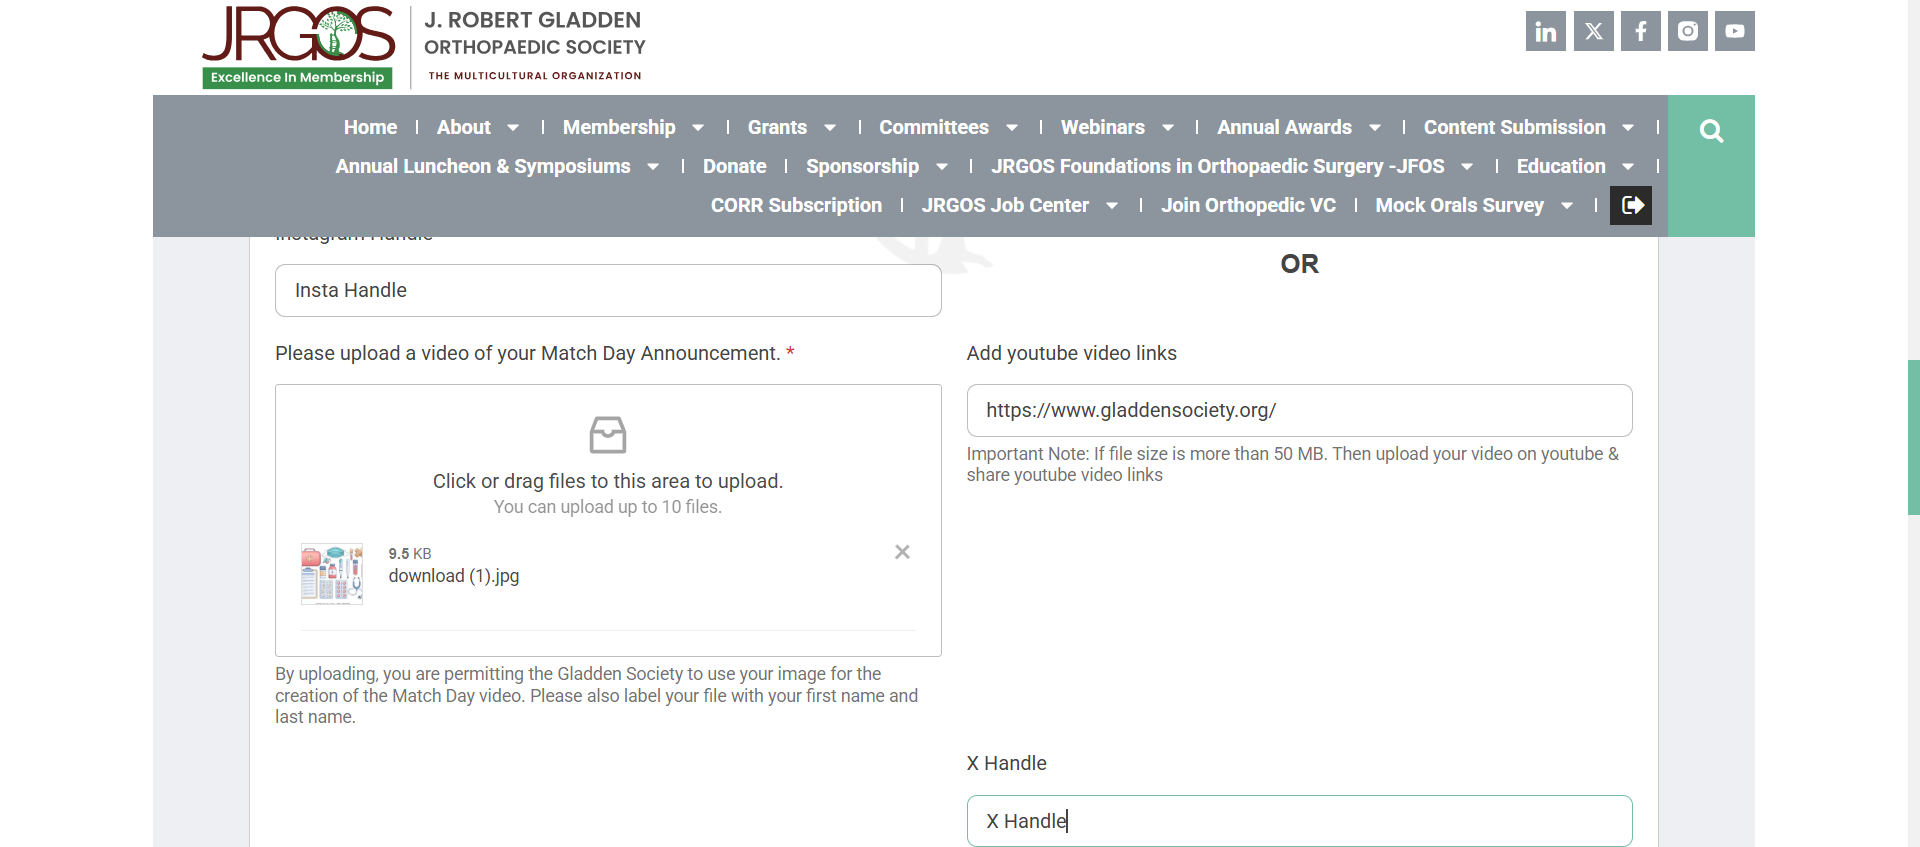 JRGOS
Excellence In Membership
J. ROBERT GLADDEN
ORTHOPAEDIC SOCIETY
THE MULTICULTURAL ORGANIZATION
Home | About | Membership | Grants | Committees | Webinars | Annual Awards | Content Submission |
Annual Luncheon & Symposiums | Donate | Sponsorship | JRGOS Foundations in Orthopaedic Surgery -JFOS | Education |
CORR Subscription | JRGOS Job Center | Join Orthopedic VC | Mock Orals Survey |
Instagram Handle
Insta Handle
OR
Please upload a video of your Match Day Announcement. *
Click or drag files to this area to upload.
You can upload up to 10 files.
9.5 KB
download (1).jpg
By uploading, you are permitting the Gladden Society to use your image for the
creation of the Match Day video. Please also label your file with your first name and
last name.
Add youtube video links
https://www.gladdensociety.org/
Important Note: If file size is more than 50 MB. Then upload your video on youtube &
share youtube video links
X Handle
X Handle